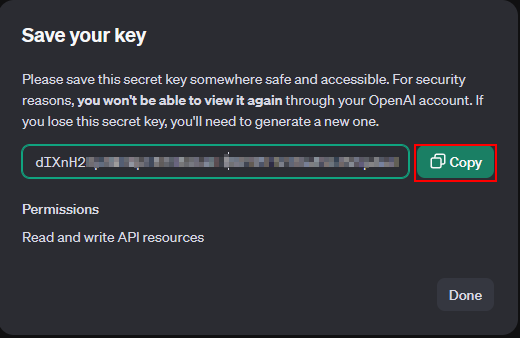 Save your key
Please save this secret key somewhere safe and accessible. For security
reasons, you won't be able to view it again through your OpenAI account. If
you lose this secret key, you'll need to generate a new one.
dIXnH2
Copy
Permissions
Read and write API resources
Done